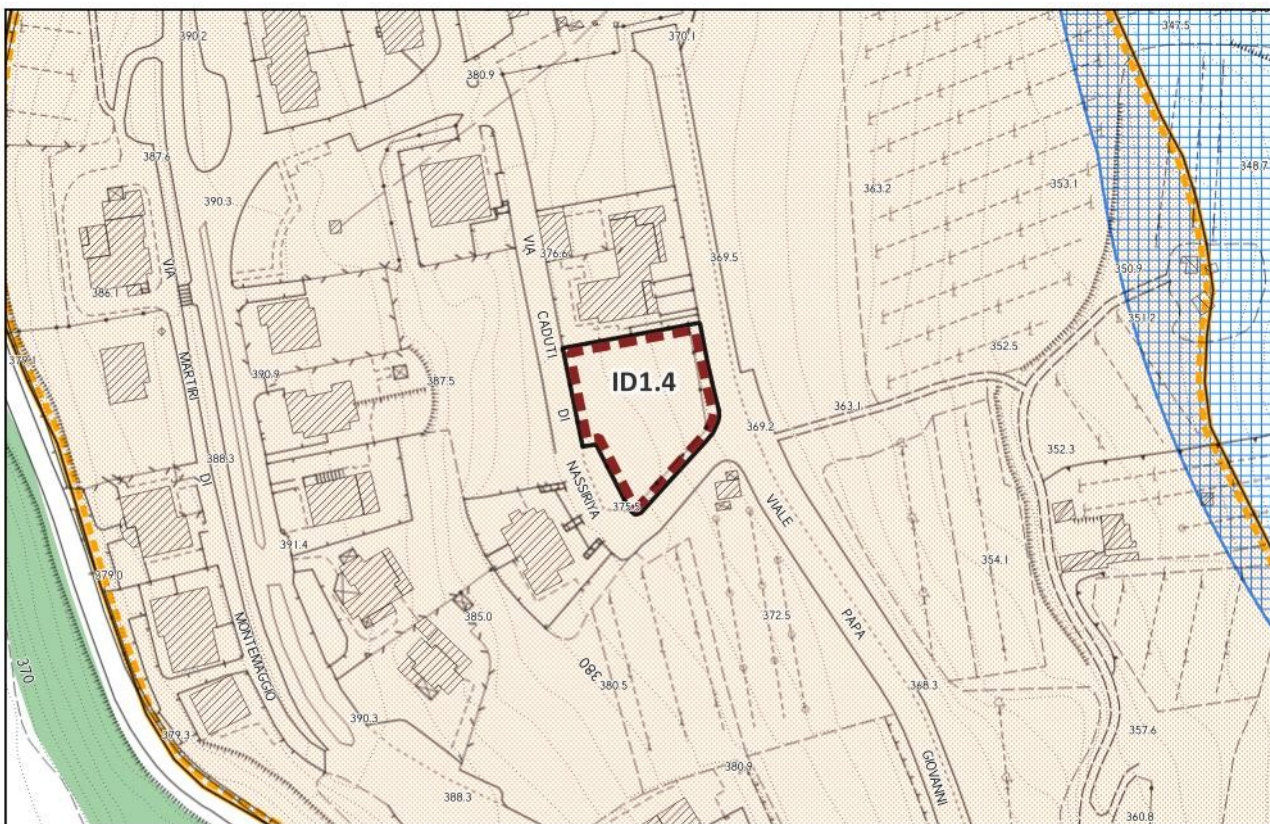 390.2
370.1
347.5
380.9
C
387.6
348.7
363.2
353.1
390.3
VIA
376.6
369.5
VIA
350.9
386.1
351.2
CADUTI
379.1
352.5
MARTIRI
390.9
387.5
ID1.4
363.1
DI
369.2
352.3
388.3
DI
NASSIRIYA
375.5
VIALE
391.4
354.1
379.0
385.0
372.5
PAPA
MONTEMAGGIO
370
380
380.5
368.3
390.3
379.3
357.6
GIOVANNI
380.9
388.3
360.8